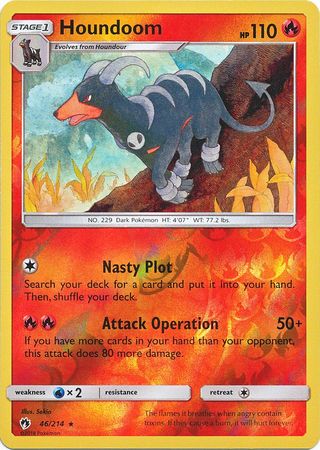 STAGE 1
Houndoom
HP 110
Evolves from Houndour
NO. 229 Dark Pokémon HT: 4'07" WT: 77.2 lbs.
Nasty Plot
Search your deck for a card and put it into your hand.
Then, shuffle your deck.
Attack Operation 50+
If you have more cards in your hand than your opponent,
this attack does 80 more damage.
weakness ×2 resistance retreat
Illus. Sekio
46/214 ★
©2018 Pokémon
The flames it breathes when angry contain
toxins. If they cause a burn, it will hurt forever.